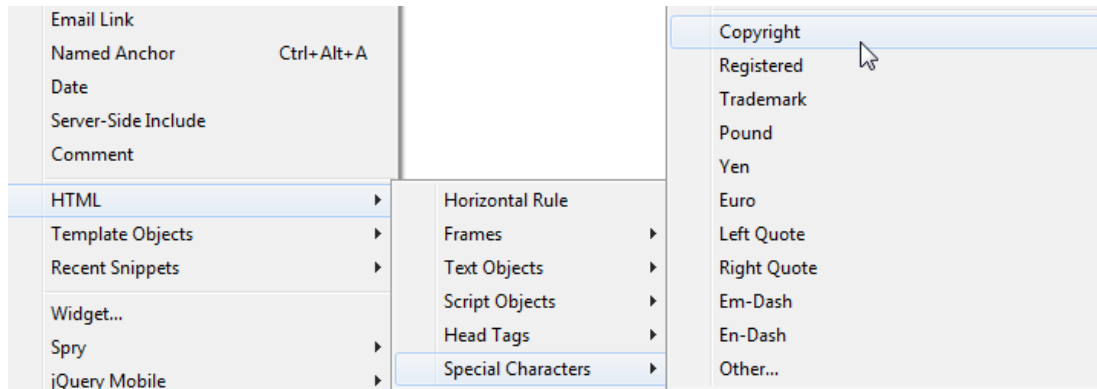 Email Link
Named Anchor Ctrl+Alt+A
Date
Server-Side Include
Comment
HTML
Template Objects
Recent Snippets
Widget...
Spry
jQuery Mobile
Horizontal Rule
Frames
Text Objects
Script Objects
Head Tags
Special Characters
Copyright
Registered
Trademark
Pound
Yen
Euro
Left Quote
Right Quote
Em-Dash
En-Dash
Other...